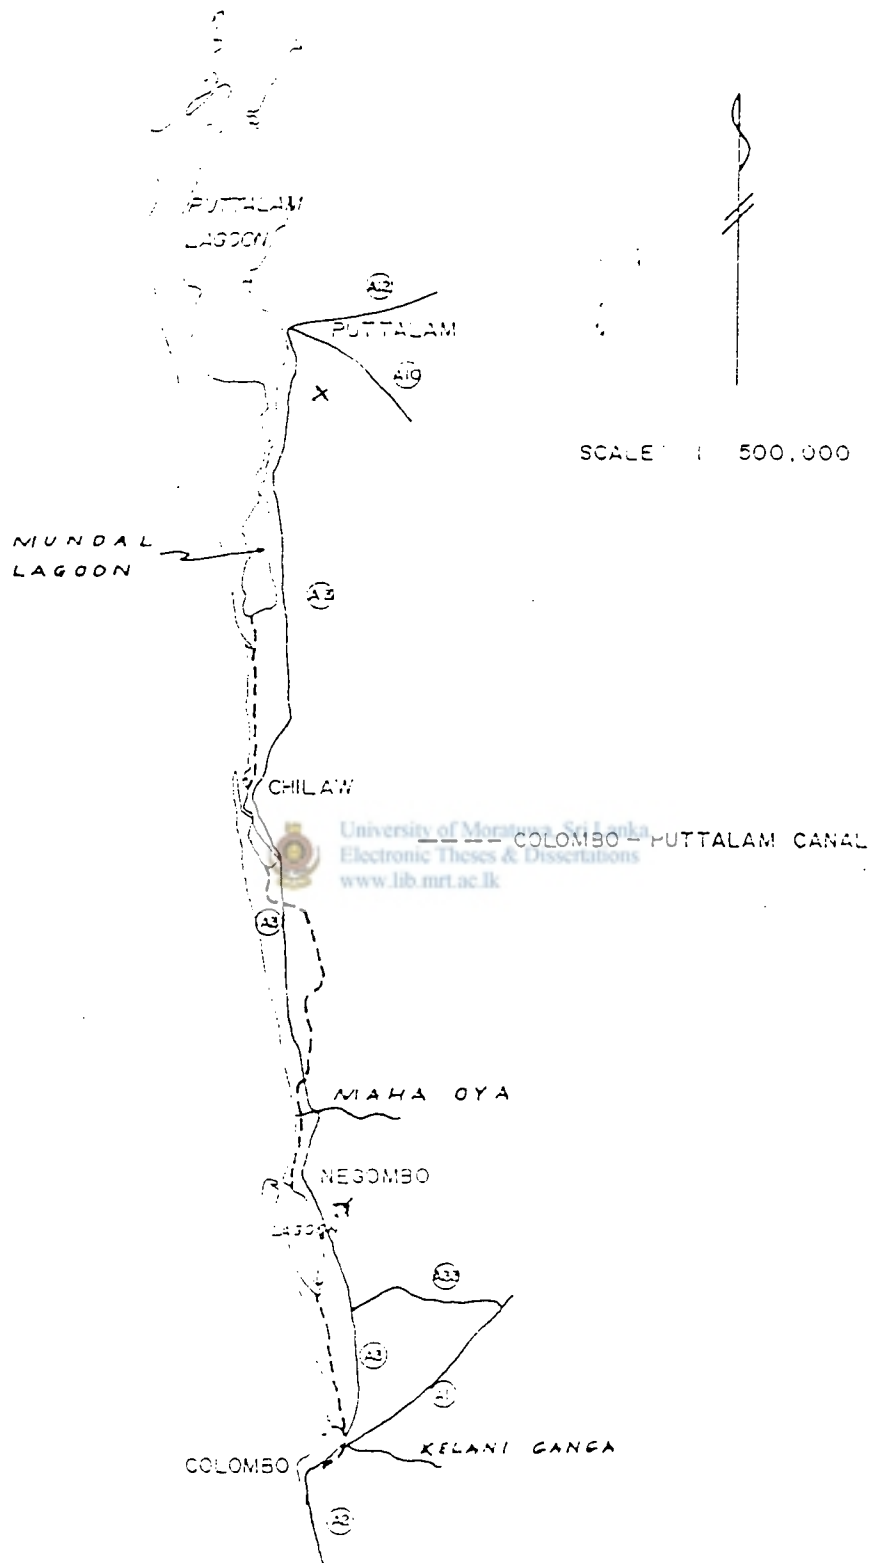 PUTTALAM
LAGOON
A12
PUTTALAM
A10
SCALE 1 500,000
MUNDAL
LAGOON
A3
CHILAW
University of Moratuwa, Sri Lanka
Electronic Theses & Dissertations
www.lib.mrt.ac.lk
COLOMBO - PUTTALAM CANAL
A3
MAHA OYA
NEGOMBO
LAGOON
A33
A3
A1
KELANI GANGA
COLOMBO
A2